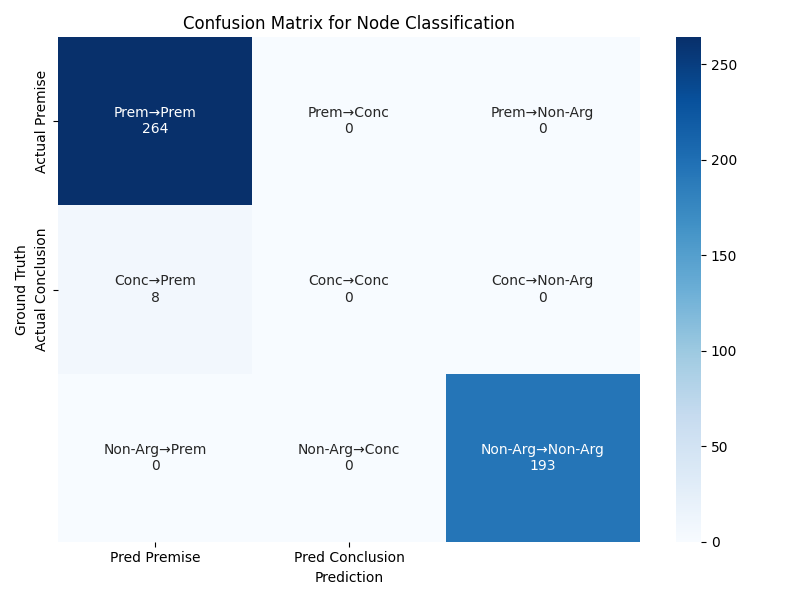 Confusion Matrix for Node Classification
Actual Premise
Prem→Prem
264
Prem→Conc
0
Prem→Non-Arg
0
Ground Truth
Actual Conclusion
Conc→Prem
8
Conc→Conc
0
Conc→Non-Arg
0
Non-Arg→Prem
0
Non-Arg→Conc
0
Non-Arg→Non-Arg
193
Pred Premise
Pred Conclusion
Prediction
250
200
150
100
50
0